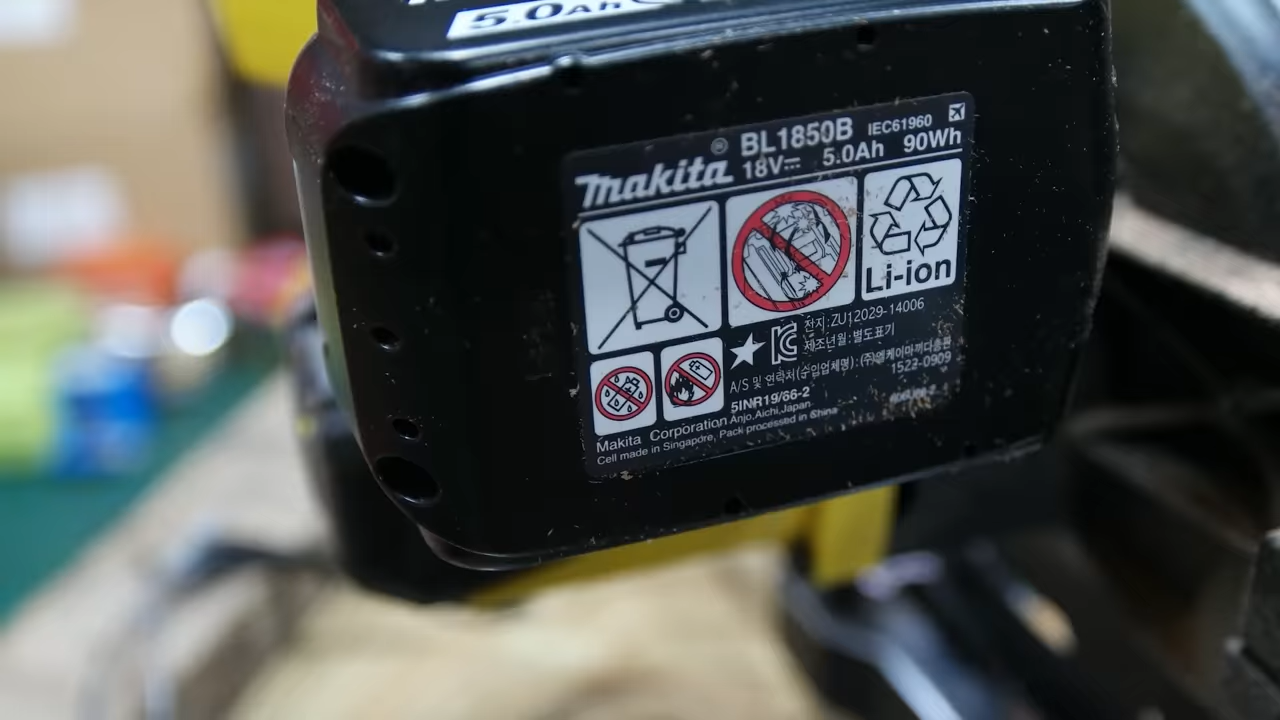 5.0Ah
makita®
BL1850B IEC61960
18V⎓ 5.0Ah 90Wh
Li-ion
전지:ZU12029-14006
제조년월:별도표기
A/S 및 연락처(수입업체명):(주)엘케이마끼다총판
1522-0909
5INR19/66-2
Makita Corporation Anjo,Aichi,Japan
Cell made in Singapore, Pack processed in China